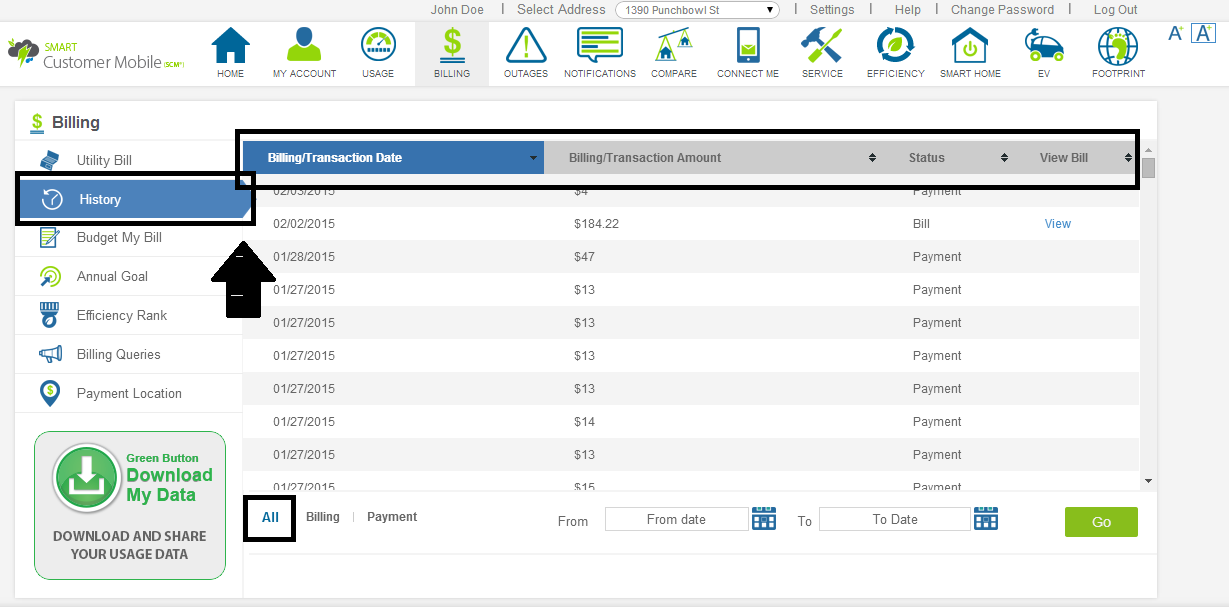 John Doe | Select Address 1390 Punchbowl St | Settings | Help | Change Password | Log Out
SMART
Customer Mobile (SCM®)
HOME MY ACCOUNT USAGE BILLING OUTAGES NOTIFICATIONS COMPARE CONNECT ME SERVICE EFFICIENCY SMART HOME EV FOOTPRINT
A+ A+
$ Billing
Utility Bill
History
Budget My Bill
Annual Goal
Efficiency Rank
Billing Queries
Payment Location
Green Button
Download
My Data
DOWNLOAD AND SHARE
YOUR USAGE DATA
Billing/Transaction Date Billing/Transaction Amount Status View Bill
02/03/2015 $4 Payment
02/02/2015 $184.22 Bill View
01/28/2015 $47 Payment
01/27/2015 $13 Payment
01/27/2015 $13 Payment
01/27/2015 $13 Payment
01/27/2015 $13 Payment
01/27/2015 $14 Payment
01/27/2015 $13 Payment
01/27/2015 $15 Payment
All Billing | Payment From From date To To Date Go